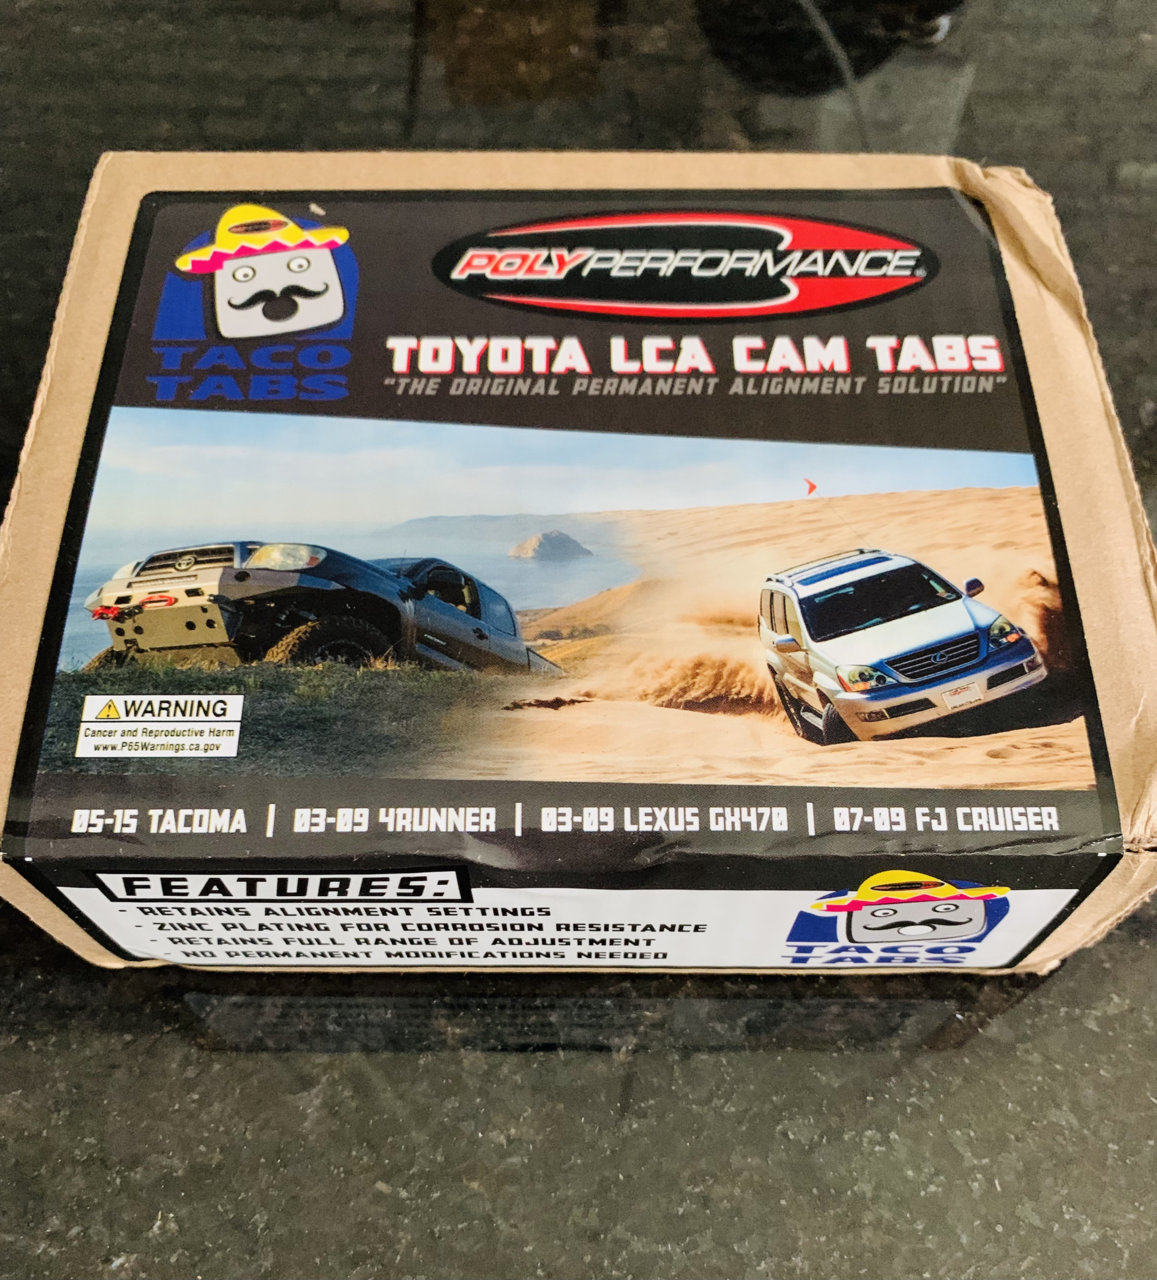 TACO
TABS
POLYPERFORMANCE®
TOYOTA LCA CAM TABS
"THE ORIGINAL PERMANENT ALIGNMENT SOLUTION"
WARNING
Cancer and Reproductive Harm
www.P65Warnings.ca.gov
05-15 TACOMA | 03-09 4RUNNER | 03-09 LEXUS GX470 | 07-09 FJ CRUISER
FEATURES:
- RETAINS ALIGNMENT SETTINGS
- ZINC PLATING FOR CORROSION RESISTANCE
- RETAINS FULL RANGE OF ADJUSTMENT
- NO PERMANENT MODIFICATIONS NEEDED
TACO
TABS